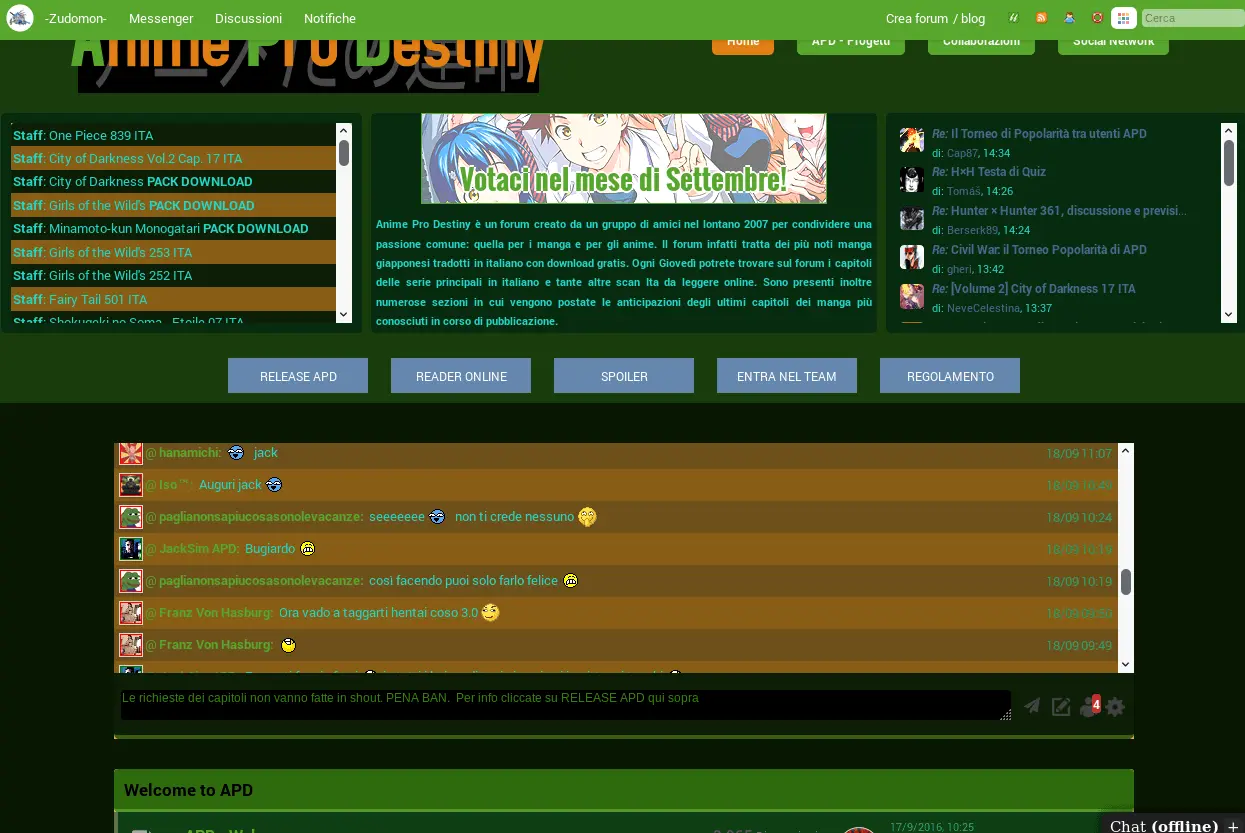 -Zudomon- Messenger Discussioni Notifiche Crea forum / blog Cerca
Anime Pro Destiny
Home APD - Progetti Collaborazioni Social Network
Staff: One Piece 839 ITA
Staff: City of Darkness Vol.2 Cap. 17 ITA
Staff: City of Darkness PACK DOWNLOAD
Staff: Girls of the Wild's PACK DOWNLOAD
Staff: Minamoto-kun Monogatari PACK DOWNLOAD
Staff: Girls of the Wild's 253 ITA
Staff: Girls of the Wild's 252 ITA
Staff: Fairy Tail 501 ITA
Staff: Shokugeki no Soma - Etoile 07 ITA
Votaci nel mese di Settembre!
Anime Pro Destiny è un forum creato da un gruppo di amici nel lontano 2007 per condividere una
passione comune: quella per i manga e per gli anime. Il forum infatti tratta dei più noti manga
giapponesi tradotti in italiano con download gratis. Ogni Giovedì potrete trovare sul forum i capitoli
delle serie principali in italiano e tante altre scan Ita da leggere online. Sono presenti inoltre
numerose sezioni in cui vengono postate le anticipazioni degli ultimi capitoli dei manga più
conosciuti in corso di pubblicazione.
Re: Il Torneo di Popolarità tra utenti APD
di: Cap87, 14:34
Re: H×H Testa di Quiz
di: Tomáš, 14:26
Re: Hunter × Hunter 361, discussione e previsi...
di: Berserk89, 14:24
Re: Civil War: il Torneo Popolarità di APD
di: gheri, 13:42
Re: [Volume 2] City of Darkness 17 ITA
di: NeveCelestina, 13:37
RELEASE APD READER ONLINE SPOILER ENTRA NEL TEAM REGOLAMENTO
@ hanamichi: jack 18/09 11:07
@ Iso™: Auguri jack 18/09 10:48
@ paglianonsapiucosasonolevacanze: seeeeeee non ti crede nessuno 18/09 10:24
@ JackSim APD: Bugiardo 18/09 10:19
@ paglianonsapiucosasonolevacanze: così facendo puoi solo farlo felice 18/09 10:19
@ Franz Von Hasburg: Ora vado a taggarti hentai coso 3.0 18/09 09:50
@ Franz Von Hasburg: 18/09 09:49
Le richieste dei capitoli non vanno fatte in shout. PENA BAN. Per info cliccate su RELEASE APD qui sopra
4
Welcome to APD
17/9/2016, 10:25
Chat (offline) +